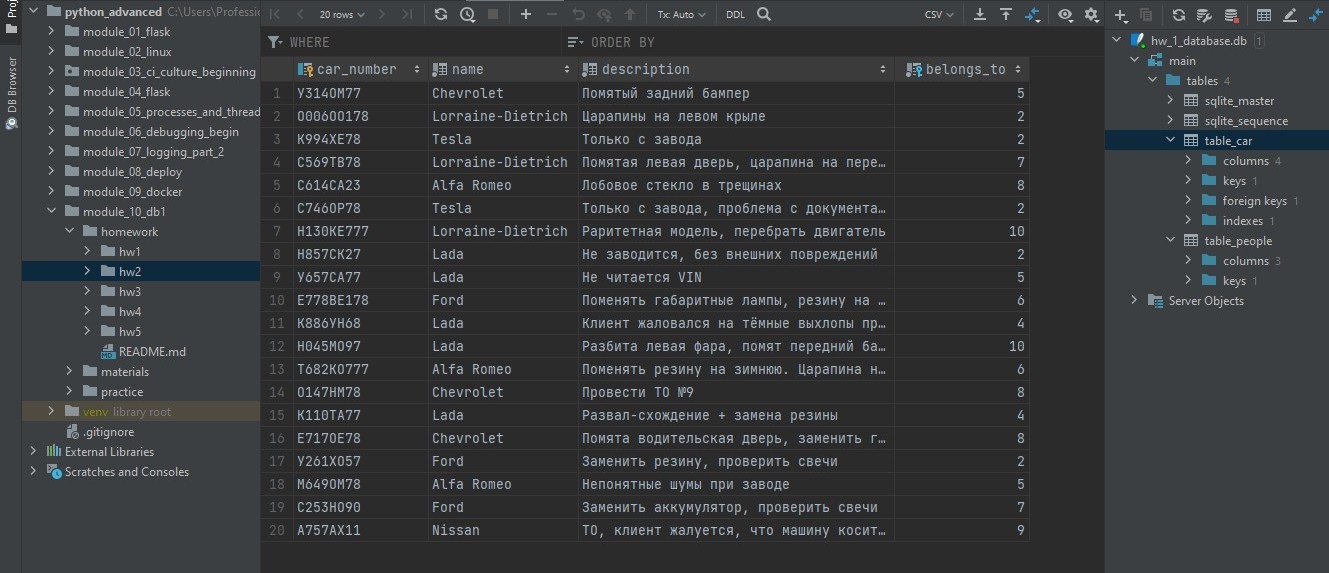 python_advanced C:\Users\Professi
module_01_flask
module_02_linux
module_03_ci_culture_beginning
module_04_flask
module_05_processes_and_thread
module_06_debugging_begin
module_07_logging_part_2
module_08_deploy
module_09_docker
module_10_db1
homework
hw1
hw2
hw3
hw4
hw5
README.md
materials
practice
venv library root
.gitignore
External Libraries
Scratches and Consoles
DB Browser
20 rows Tx: Auto DDL CSV
WHERE ORDER BY
car_number name description belongs_to
1 У314ОМ77 Chevrolet Помятый задний бампер 5
2 О006ОО178 Lorraine-Dietrich Царапины на левом крыле 2
3 К994ХЕ78 Tesla Только с завода 2
4 С569ТВ78 Lorraine-Dietrich Помятая левая дверь, царапина на пере… 7
5 С614СА23 Alfa Romeo Лобовое стекло в трещинах 8
6 С746ОР78 Tesla Только с завода, проблема с документа… 2
7 Н130КЕ777 Lorraine-Dietrich Раритетная модель, перебрать двигатель 10
8 Н857СК27 Lada Не заводится, без внешних повреждений 2
9 У657СА77 Lada Не читается VIN 5
10 Е778ВЕ178 Ford Поменять габаритные лампы, резину на … 6
11 К886УН68 Lada Клиент жаловался на тёмные выхлопы пр… 4
12 Н045МО97 Lada Разбита левая фара, помят передний ба… 10
13 Т682КО777 Alfa Romeo Поменять резину на зимнюю. Царапина н… 6
14 О147НМ78 Chevrolet Провести ТО №9 8
15 К110ТА77 Lada Развал-схождение + замена резины 4
16 Е717ОЕ78 Chevrolet Помята водительская дверь, заменить г… 8
17 У261ХО57 Ford Заменить резину, проверить свечи 2
18 М649ОМ78 Alfa Romeo Непонятные шумы при заводе 5
19 С253НО90 Ford Заменить аккумулятор, проверить свечи 7
20 А757АХ11 Nissan ТО, клиент жалуется, что машину косит… 9
hw_1_database.db 1
main
tables 4
sqlite_master
sqlite_sequence
table_car
columns 4
keys 1
foreign keys 1
indexes 1
table_people
columns 3
keys 1
Server Objects